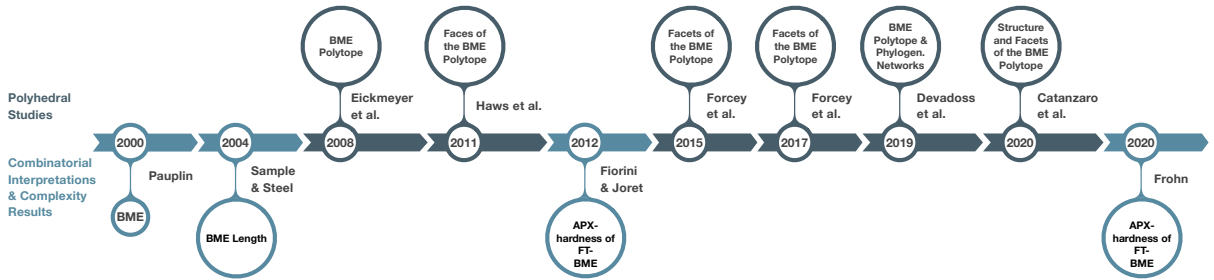 BME
Polytope
Faces of
the BME
Polytope
Facets of
the BME
Polytope
Facets of
the BME
Polytope
BME
Polytope &
Phylogen.
Networks
Structure
and Facets
of the BME
Polytope
Polyhedral
Studies
Eickmeyer
et al.
Haws et al.
Forcey
et al.
Forcey
et al.
Devadoss
et al.
Catanzaro
et al.
2000
2004
2008
2011
2012
2015
2017
2019
2020
2020
Combinatorial
Interpretations
& Complexity
Results
Pauplin
Sample
& Steel
Fiorini
& Joret
Frohn
BME
BME Length
APX-
hardness of
FT-
BME
APX-
hardness of
FT-
BME